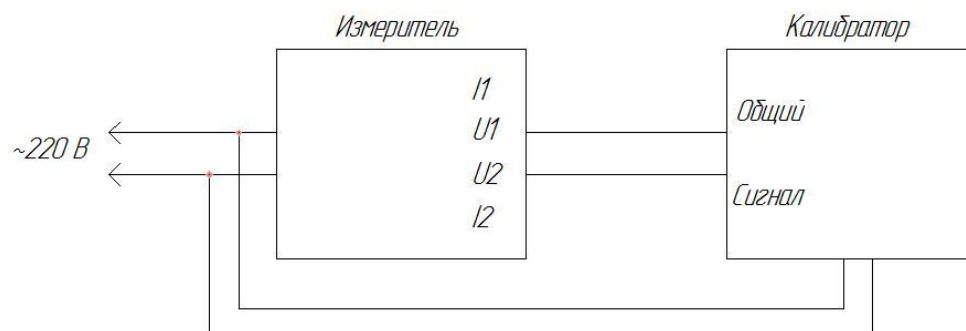 Измеритель
Калибратор
I1
Общий
U1
~220 В
U2
Сигнал
I2